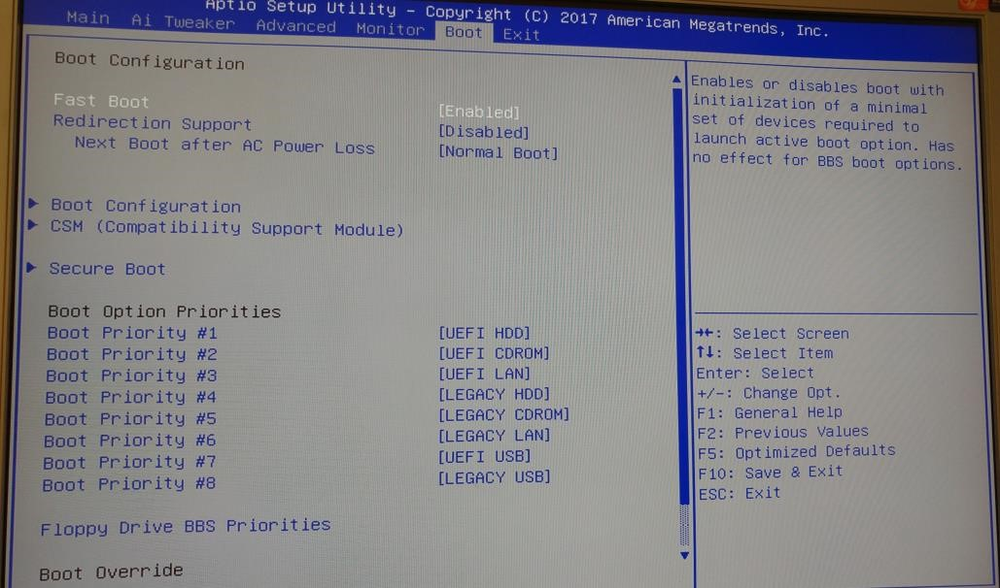 Aptio Setup Utility - Copyright (C) 2017 American Megatrends, Inc.
Main Ai Tweaker Advanced Monitor Boot Exit
Boot Configuration
Fast Boot [Enabled]
Redirection Support [Disabled]
Next Boot after AC Power Loss [Normal Boot]
Boot Configuration
CSM (Compatibility Support Module)
Secure Boot
Boot Option Priorities
Boot Priority #1 [UEFI HDD]
Boot Priority #2 [UEFI CDROM]
Boot Priority #3 [UEFI LAN]
Boot Priority #4 [LEGACY HDD]
Boot Priority #5 [LEGACY CDROM]
Boot Priority #6 [LEGACY LAN]
Boot Priority #7 [UEFI USB]
Boot Priority #8 [LEGACY USB]
Floppy Drive BBS Priorities
Boot Override
Enables or disables boot with
initialization of a minimal
set of devices required to
launch active boot option. Has
no effect for BBS boot options.
→←: Select Screen
↑↓: Select Item
Enter: Select
+/-: Change Opt.
F1: General Help
F2: Previous Values
F5: Optimized Defaults
F10: Save & Exit
ESC: Exit